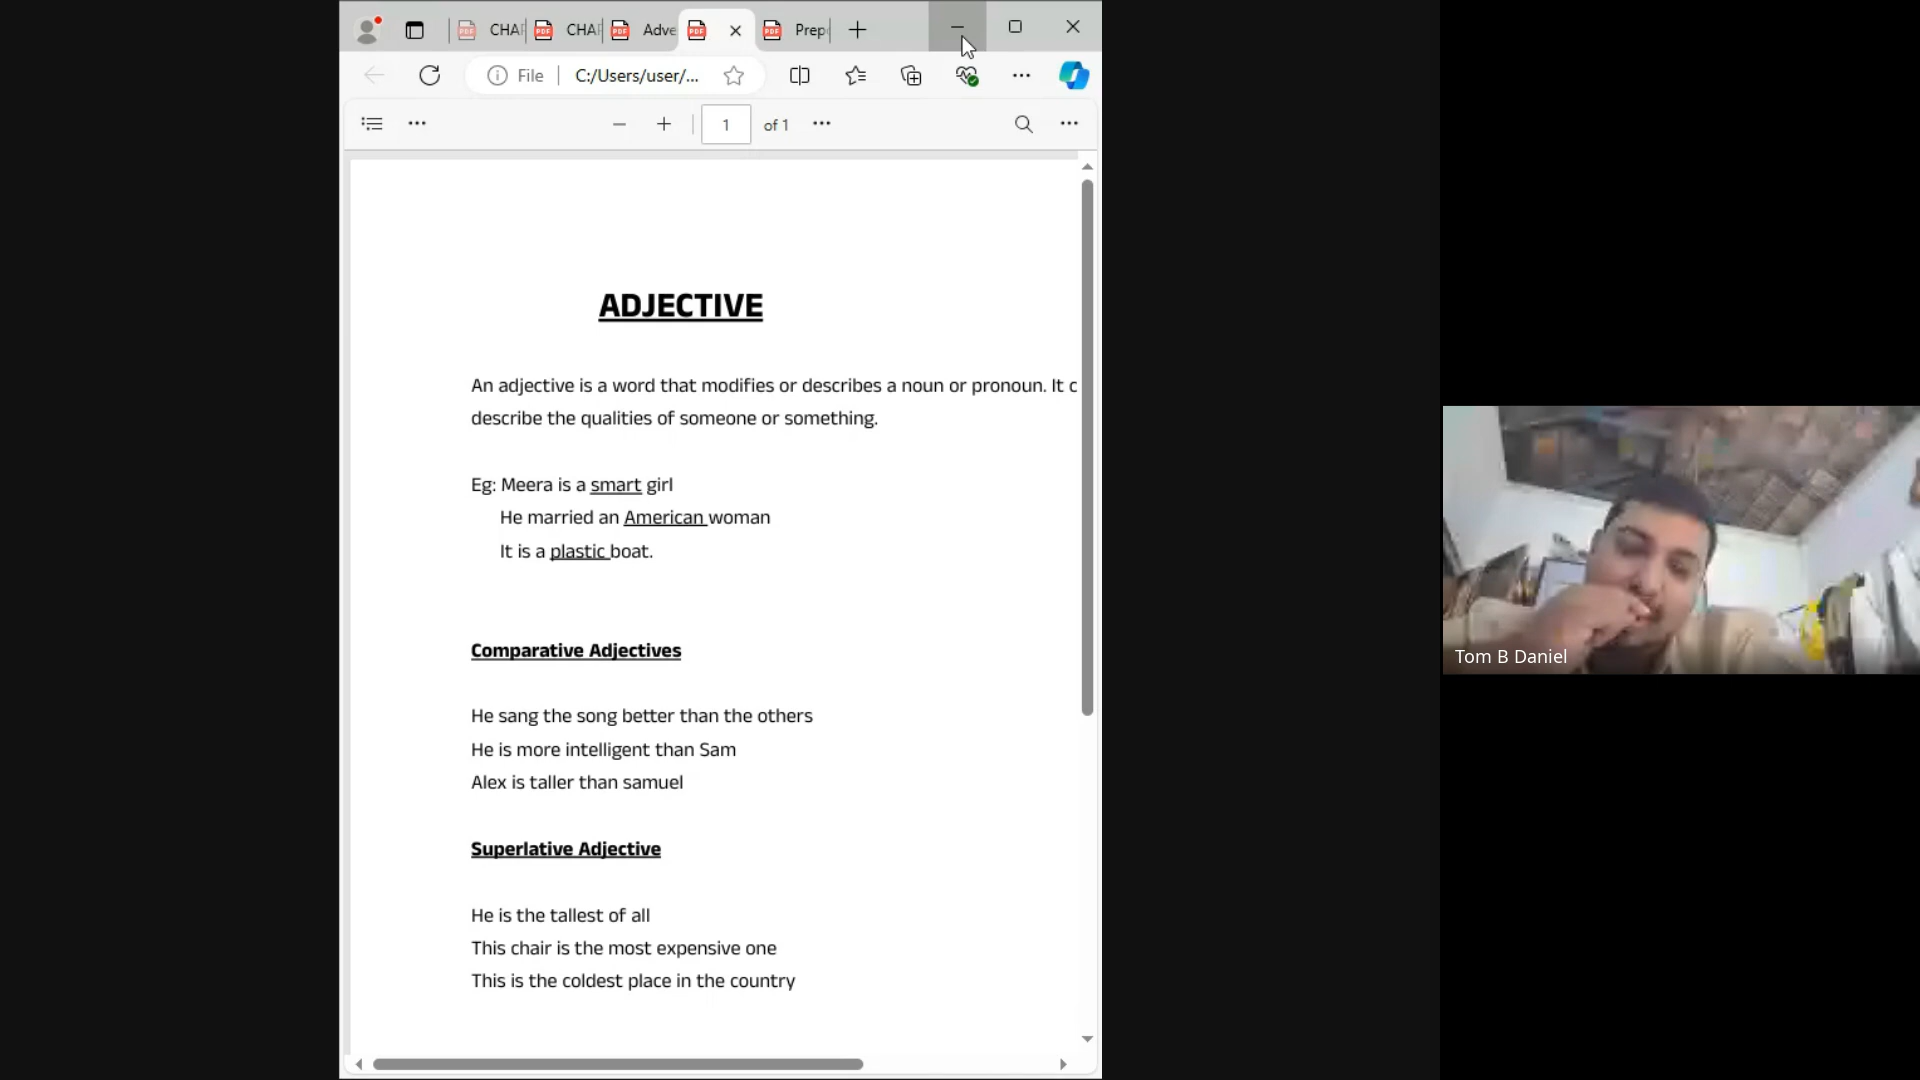 CHA
CHA
Adve
Prep
File
C:/Users/user/...
1
of 1
ADJECTIVE
An adjective is a word that modifies or describes a noun or pronoun. It c
describe the qualities of someone or something.
Eg: Meera is a smart girl
He married an American woman
It is a plastic boat.
Comparative Adjectives
He sang the song better than the others
He is more intelligent than Sam
Alex is taller than samuel
Superlative Adjective
He is the tallest of all
This chair is the most expensive one
This is the coldest place in the country
Tom B Daniel